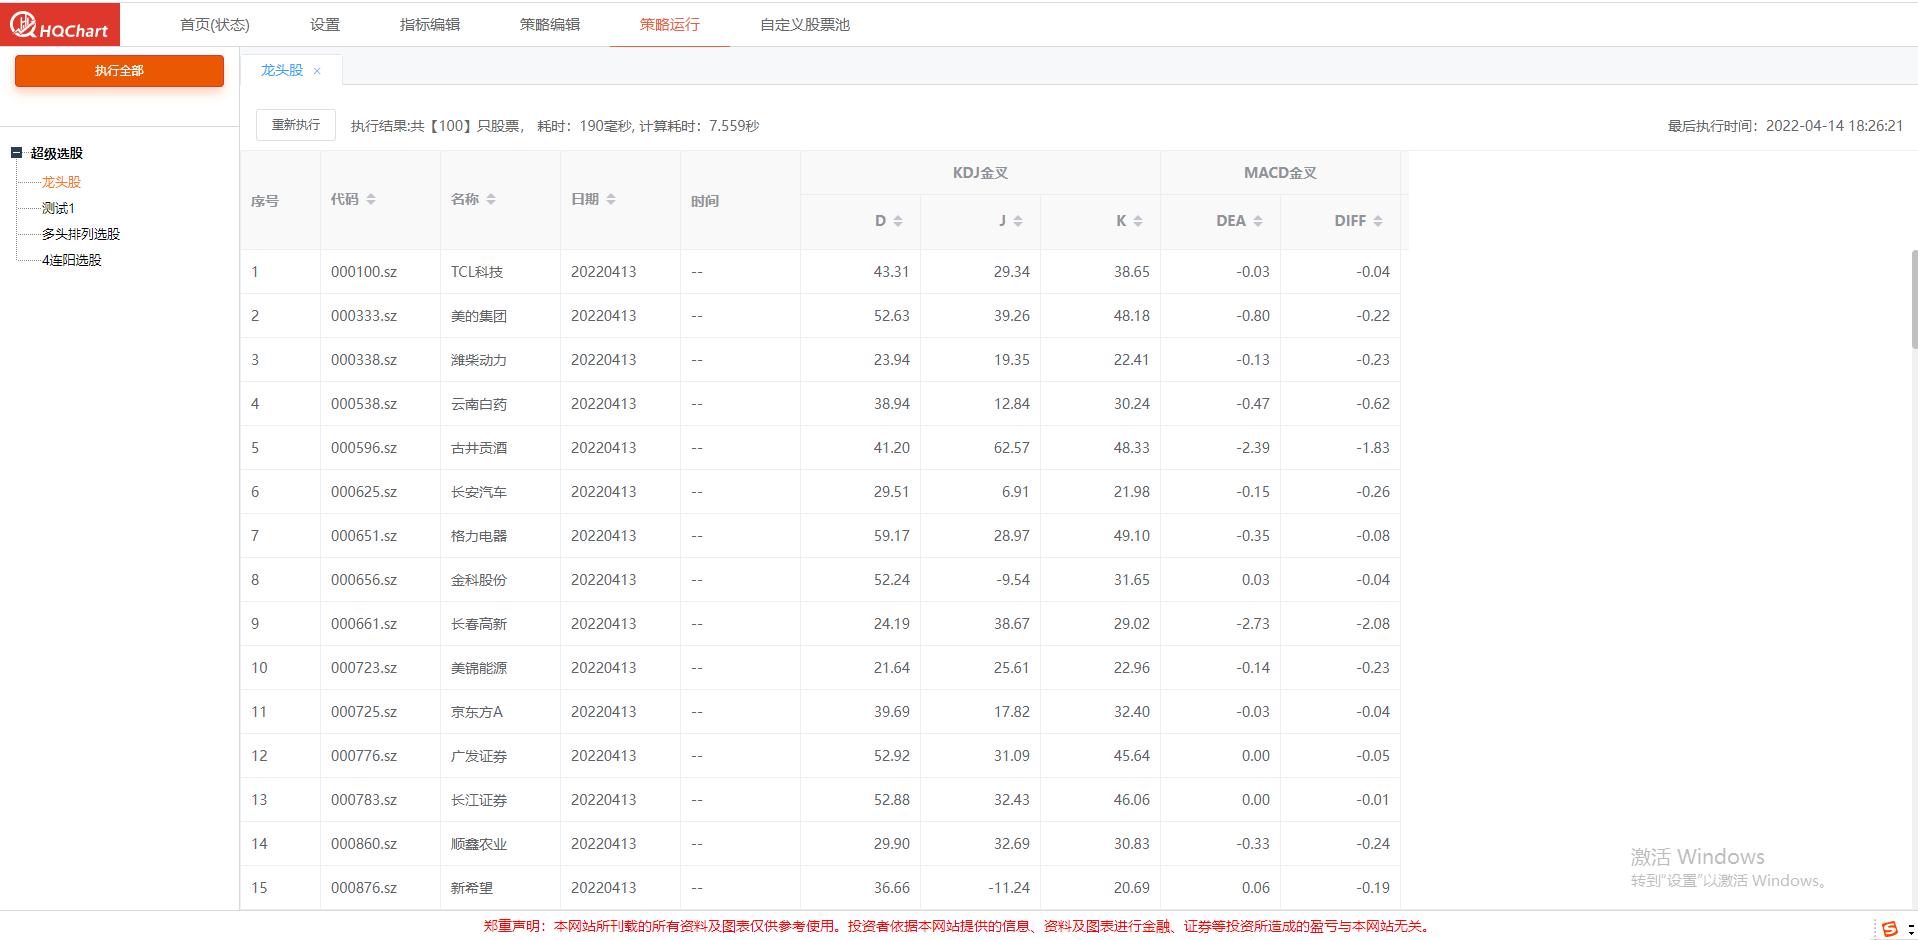 HQChart 首页(状态) 设置 指标编辑 策略编辑 策略运行 自定义股票池
执行全部
龙头股 ×
重新执行 执行结果:共【100】只股票， 耗时：190毫秒, 计算耗时：7.559秒 最后执行时间：2022-04-14 18:26:21
超级选股
龙头股
测试1
多头排列选股
4连阳选股
序号 代码 名称 日期 时间 KDJ金叉 MACD金叉
D J K DEA DIFF
1 000100.sz TCL科技 20220413 -- 43.31 29.34 38.65 -0.03 -0.04
2 000333.sz 美的集团 20220413 -- 52.63 39.26 48.18 -0.80 -0.22
3 000338.sz 潍柴动力 20220413 -- 23.94 19.35 22.41 -0.13 -0.23
4 000538.sz 云南白药 20220413 -- 38.94 12.84 30.24 -0.47 -0.62
5 000596.sz 古井贡酒 20220413 -- 41.20 62.57 48.33 -2.39 -1.83
6 000625.sz 长安汽车 20220413 -- 29.51 6.91 21.98 -0.15 -0.26
7 000651.sz 格力电器 20220413 -- 59.17 28.97 49.10 -0.35 -0.08
8 000656.sz 金科股份 20220413 -- 52.24 -9.54 31.65 0.03 -0.04
9 000661.sz 长春高新 20220413 -- 24.19 38.67 29.02 -2.73 -2.08
10 000723.sz 美锦能源 20220413 -- 21.64 25.61 22.96 -0.14 -0.23
11 000725.sz 京东方A 20220413 -- 39.69 17.82 32.40 -0.03 -0.04
12 000776.sz 广发证券 20220413 -- 52.92 31.09 45.64 0.00 -0.05
13 000783.sz 长江证券 20220413 -- 52.88 32.43 46.06 0.00 -0.01
14 000860.sz 顺鑫农业 20220413 -- 29.90 32.69 30.83 -0.33 -0.24
15 000876.sz 新希望 20220413 -- 36.66 -11.24 20.69 0.06 -0.19
激活 Windows
转到“设置”以激活 Windows。
郑重声明：本网站所刊载的所有资料及图表仅供参考使用。投资者依据本网站提供的信息、资料及图表进行金融、证券等投资所造成的盈亏与本网站无关。